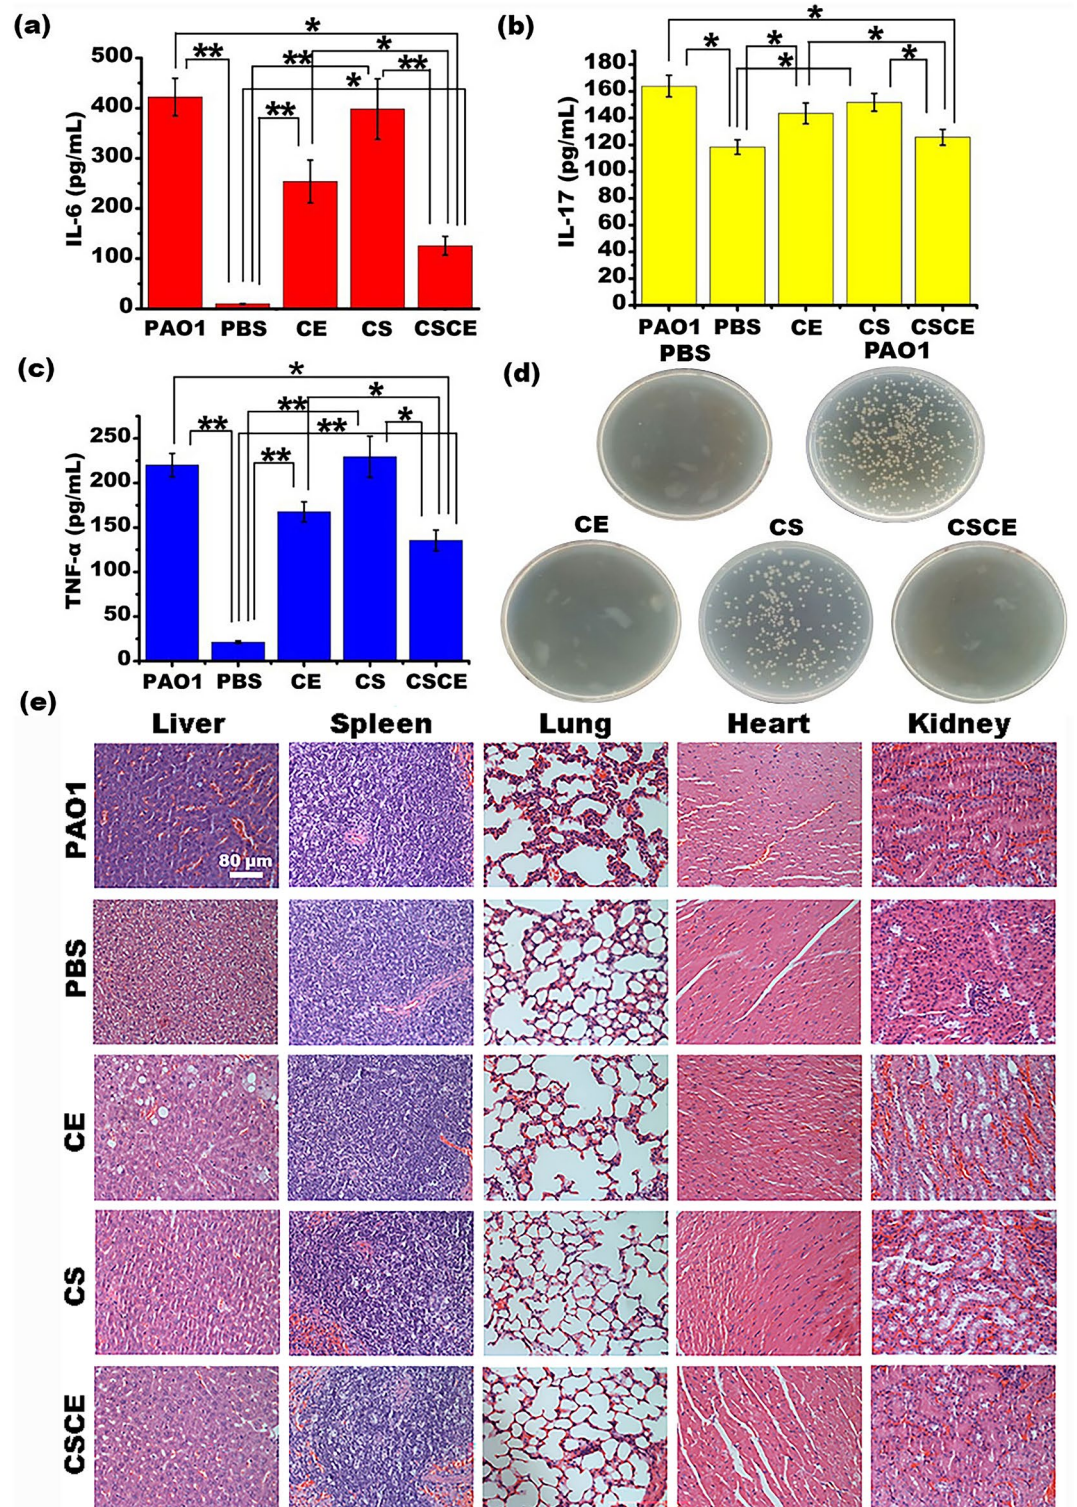 (a)
* ** * ** ** * **
500
400
300
200
100
0
IL-6 (pg/mL)
PAO1 PBS CE CS CSCE
(b)
* * * * * *
180
160
140
120
100
80
60
40
20
0
IL-17 (pg/mL)
PAO1 PBS CE CS CSCE
(c)
* * ** ** * ** **
250
200
150
100
50
0
TNF-α (pg/mL)
PAO1 PBS CE CS CSCE
(d)
PBS PAO1
CE CS CSCE
(e)
Liver Spleen Lung Heart Kidney
PAO1
80 μm
PBS
CE
CS
CSCE